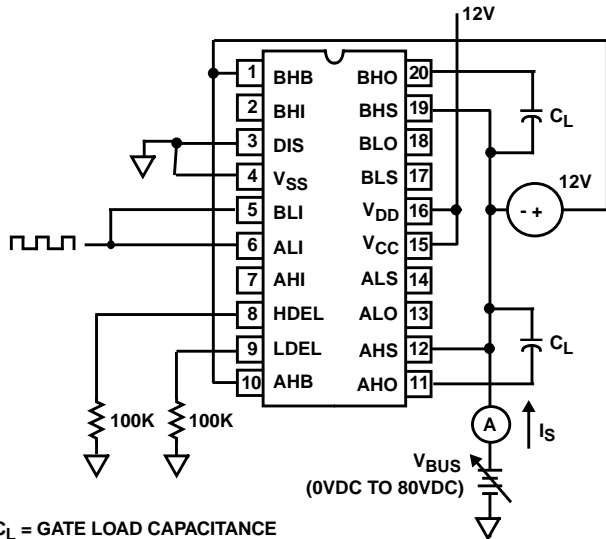 12V
1 BHB BHO 20
2 BHI BHS 19
3 DIS BLO 18
4 VSS BLS 17
5 BLI VDD 16
6 ALI VCC 15
7 AHI ALS 14
8 HDEL ALO 13
9 LDEL AHS 12
10 AHB AHO 11
CL
12V
- +
CL
100K 100K
A
IS
VBUS
(0VDC TO 80VDC)
CL = GATE LOAD CAPACITANCE